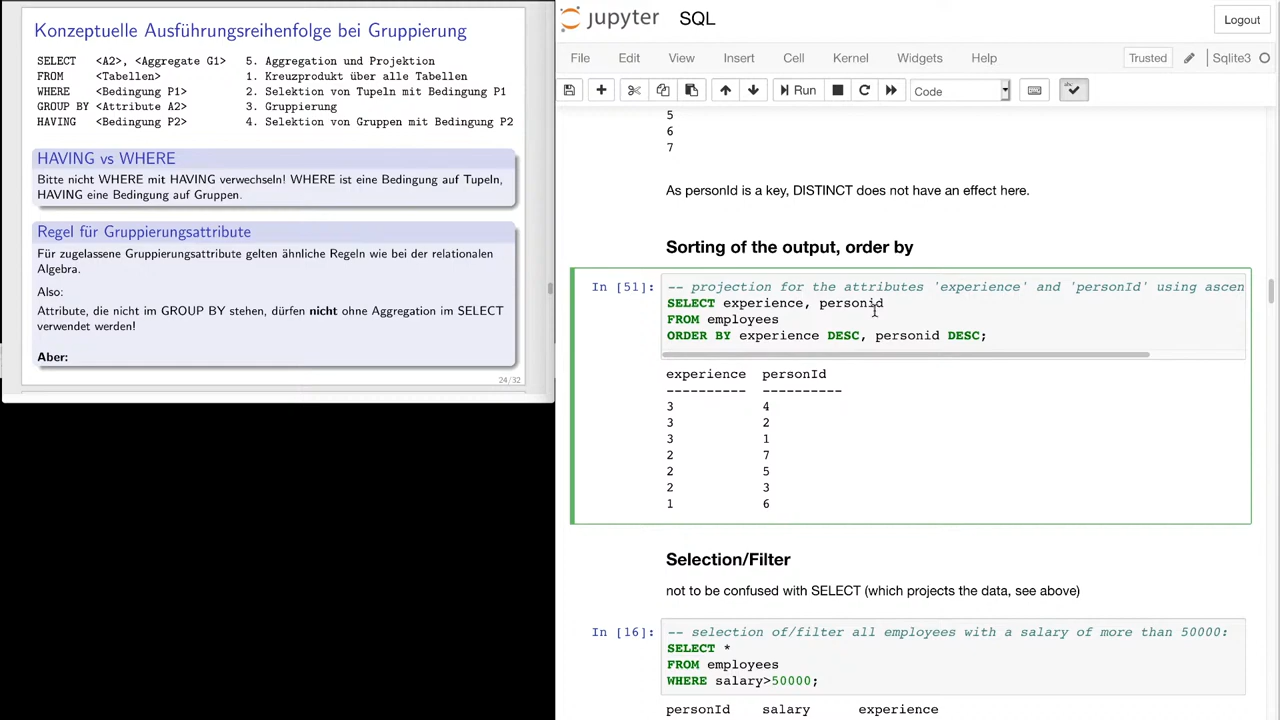 Konzeptuelle Ausführungsreihenfolge bei Gruppierung
SELECT <A2>, <Aggregate G1> 5. Aggregation und Projektion
FROM <Tabellen> 1. Kreuzprodukt über alle Tabellen
WHERE <Bedingung P1> 2. Selektion von Tupeln mit Bedingung P1
GROUP BY <Attribute A2> 3. Gruppierung
HAVING <Bedingung P2> 4. Selektion von Gruppen mit Bedingung P2
HAVING vs WHERE
Bitte nicht WHERE mit HAVING verwechseln! WHERE ist eine Bedingung auf Tupeln,
HAVING eine Bedingung auf Gruppen.
Regel für Gruppierungsattribute
Für zugelassene Gruppierungsattribute gelten ähnliche Regeln wie bei der relationalen
Algebra.
Also:
Attribute, die nicht im GROUP BY stehen, dürfen nicht ohne Aggregation im SELECT
verwendet werden!
Aber:
24/32
jupyter SQL
Logout
File Edit View Insert Cell Kernel Widgets Help
Trusted
Sqlite3
Run
Code
5
6
7
As personId is a key, DISTINCT does not have an effect here.
Sorting of the output, order by
In [51]:
-- projection for the attributes 'experience' and 'personId' using ascen
SELECT experience, personid
FROM employees
ORDER BY experience DESC, personid DESC;
experience personId
---------- ----------
3 4
3 2
3 1
2 7
2 5
2 3
1 6
Selection/Filter
not to be confused with SELECT (which projects the data, see above)
In [16]:
-- selection of/filter all employees with a salary of more than 50000:
SELECT *
FROM employees
WHERE salary>50000;
personId salary experience